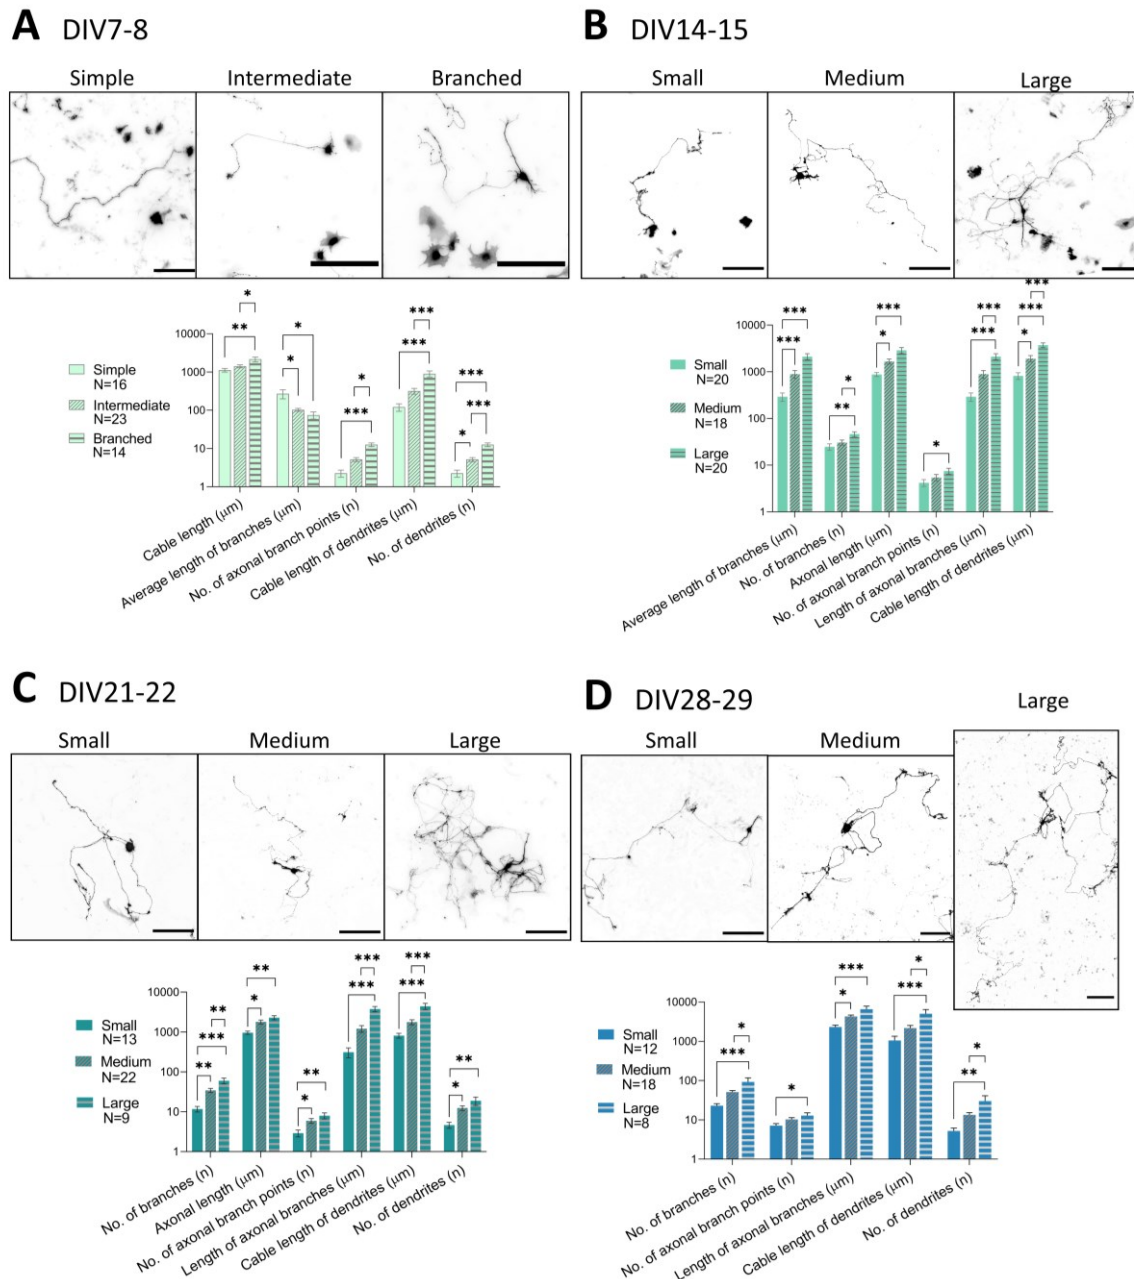 A DIV7-8
Simple Intermediate Branched
* *
** * * *** ***
10000
1000
100
10
1
*** *** * ***
Simple
N=16
Intermediate
N=23
Branched
N=14
Cable length (μm)
Average length of branches (μm)
No. of axonal branch points (n)
Cable length of dendrites (μm)
No. of dendrites (n)
B DIV14-15
Small Medium Large
*** *** *** ***
*** * *** *** *
* ** *
10000
1000
100
10
1
Small
N=20
Medium
N=18
Large
N=20
Average length of branches (μm)
No. of branches (n)
Axonal length (μm)
No. of axonal branch points (n)
Length of axonal branches (μm)
Cable length of dendrites (μm)
C DIV21-22
Small Medium Large
** *** ***
** * *** ***
*** ** ** ** * *
10000
1000
100
10
1
Small
N=13
Medium
N=22
Large
N=9
No. of branches (n)
Axonal length (μm)
No. of axonal branch points (n)
Length of axonal branches (μm)
Cable length of dendrites (μm)
No. of dendrites (n)
D DIV28-29
Small Medium Large
*** *
* ***
* *** * * **
10000
1000
100
10
1
Small
N=12
Medium
N=18
Large
N=8
No. of branches (n)
No. of axonal branch points (n)
Length of axonal branches (μm)
Cable length of dendrites (μm)
No. of dendrites (n)